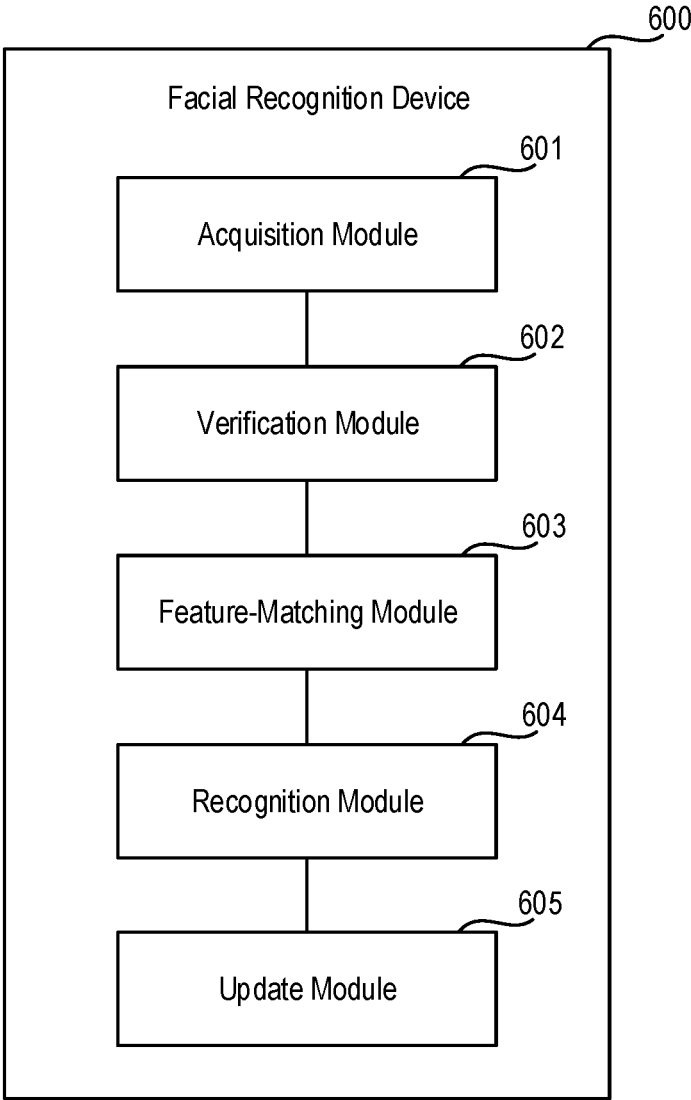 600
Facial Recognition Device
601
Acquisition Module
602
Verification Module
603
Feature-Matching Module
604
Recognition Module
605
Update Module